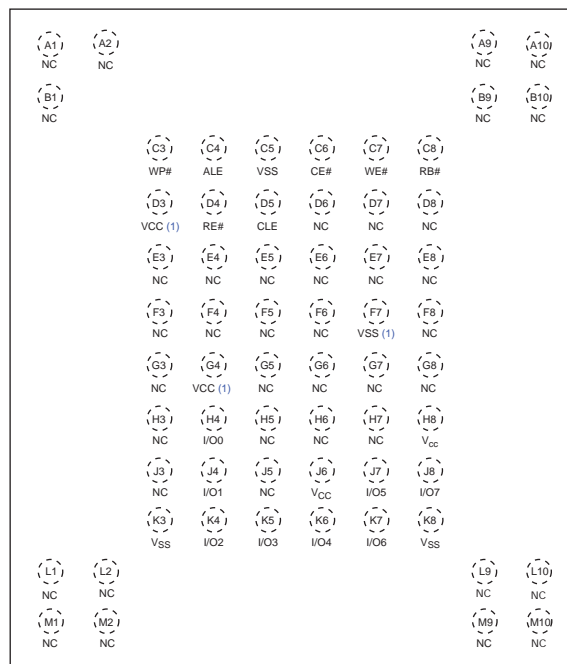 A1 A2 A9 A10
NC NC NC NC
B1 B9 B10
NC NC NC
C3 C4 C5 C6 C7 C8
WP# ALE VSS CE# WE# RB#
D3 D4 D5 D6 D7 D8
VCC (1) RE# CLE NC NC NC
E3 E4 E5 E6 E7 E8
NC NC NC NC NC NC
F3 F4 F5 F6 F7 F8
NC NC NC NC VSS (1) NC
G3 G4 G5 G6 G7 G8
NC VCC (1) NC NC NC NC
H3 H4 H5 H6 H7 H8
NC I/O0 NC NC NC Vcc
J3 J4 J5 J6 J7 J8
NC I/O1 NC VCC I/O5 I/O7
K3 K4 K5 K6 K7 K8
VSS I/O2 I/O3 I/O4 I/O6 VSS
L1 L2 L9 L10
NC NC NC NC
M1 M2 M9 M10
NC NC NC NC